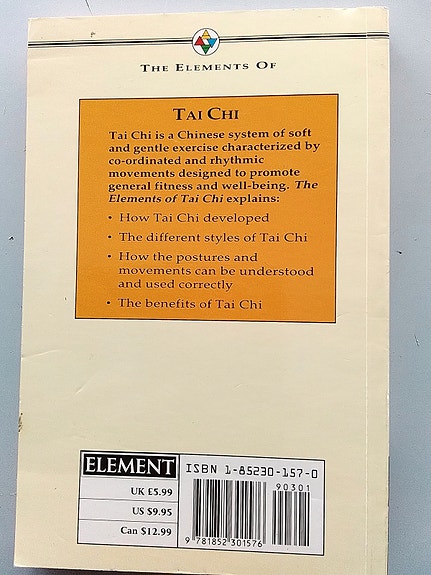 THE ELEMENTS OF
TAI CHI
Tai Chi is a Chinese system of soft
and gentle exercise characterized by
co-ordinated and rhythmic
movements designed to promote
general fitness and well-being. The
Elements of Tai Chi explains:
• How Tai Chi developed
• The different styles of Tai Chi
• How the postures and
movements can be understood
and used correctly
• The benefits of Tai Chi
ELEMENT
UK £5.99
US $9.95
Can $12.99
ISBN 1-85230-157-0
90301
9 781852 301576